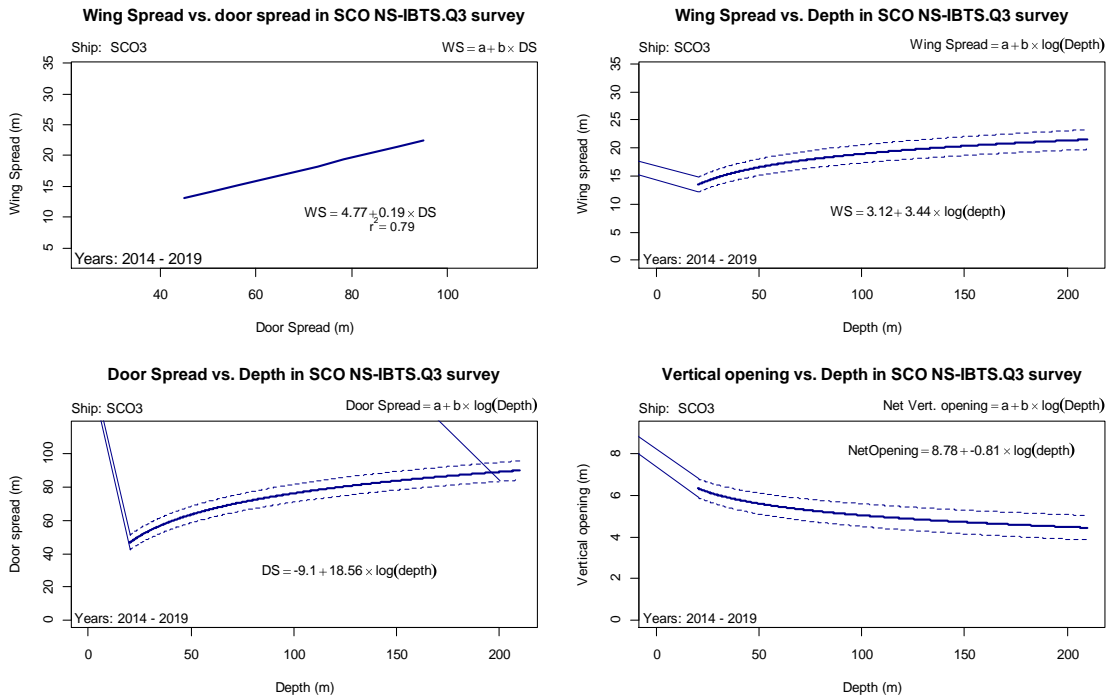 Wing Spread vs. door spread in SCO NS-IBTS.Q3 survey
Ship: SCO3
WS = a + b × DS
35
30
25
20
15
10
5
Wing Spread (m)
WS = 4.77+0.19 × DS
r² = 0.79
Years: 2014 - 2019
40 60 80 100
Door Spread (m)
Wing Spread vs. Depth in SCO NS-IBTS.Q3 survey
Ship: SCO3
Wing Spread = a + b × log(Depth)
35
30
25
20
15
10
5
0
Wing spread (m)
WS = 3.12 + 3.44 × log(depth)
Years: 2014 - 2019
0 50 100 150 200
Depth (m)
Door Spread vs. Depth in SCO NS-IBTS.Q3 survey
Ship: SCO3
Door Spread = a + b × log(Depth)
100
80
60
40
20
0
Door spread (m)
DS = -9.1 + 18.56 × log(depth)
Years: 2014 - 2019
0 50 100 150 200
Depth (m)
Vertical opening vs. Depth in SCO NS-IBTS.Q3 survey
Ship: SCO3
Net Vert. opening = a + b × log(Depth)
8
6
4
2
0
Vertical opening (m)
NetOpening = 8.78 + -0.81 × log(depth)
Years: 2014 - 2019
0 50 100 150 200
Depth (m)